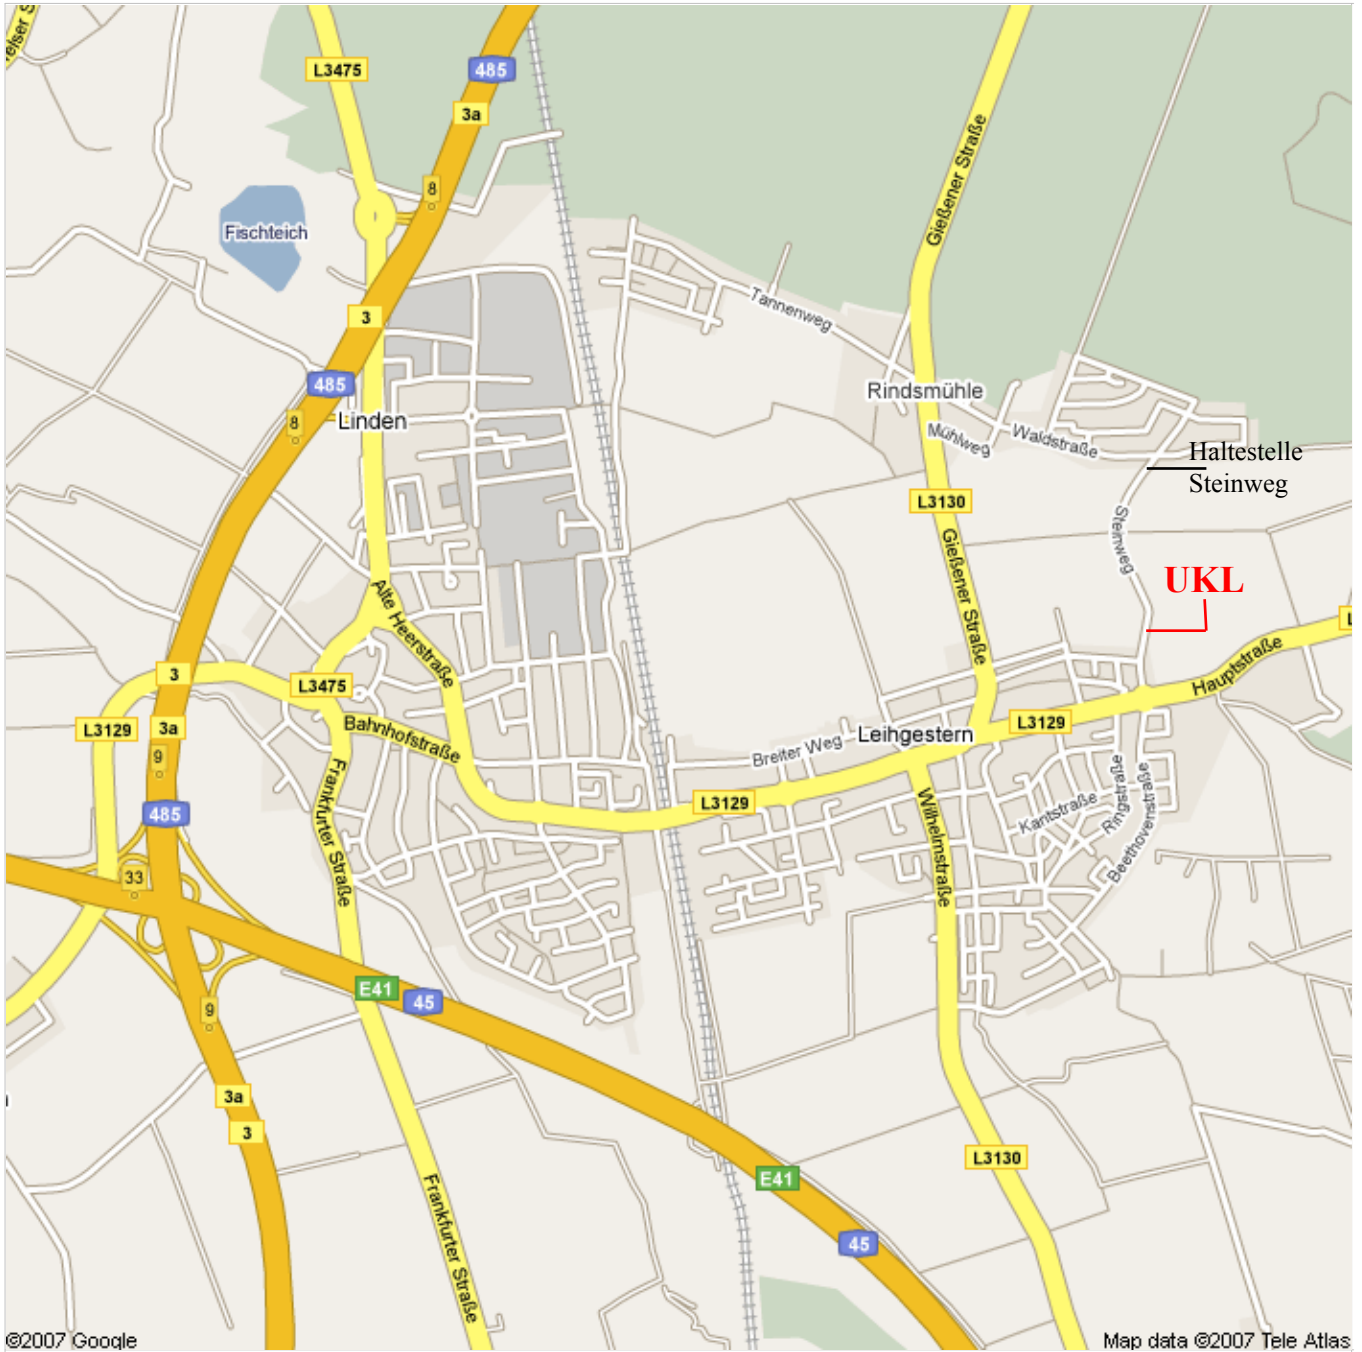 L3475
485
3a
8
Gießener Straße
Fischteich
Tannenweg
3
485
Rindsmühle
8
Linden
Mühlweg
Waldstraße
Haltestelle
Steinweg
L3130
Steinweg
Gießener Straße
UKL
Alte Heerstraße
Hauptstraße
3
L3475
L3129
3a
Bahnhofstraße
L3129
Leihgestern
Breiter Weg
9
Frankfurter Straße
L3129
485
Wilhelmstraße
Kantstraße
Ringstraße
Beethovenstraße
33
E41
45
9
3a
3
L3130
E41
Frankfurter Straße
45
©2007 Google
Map data ©2007 Tele Atlas